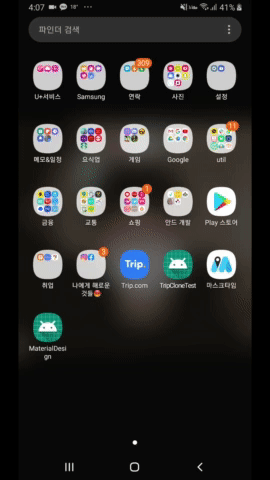 4:07 18° 41%
파인더 검색
309
U+서비스 Samsung 연락 사진 설정
11
메모&일정 요식업 게임 Google util
1
금융 교통 쇼핑 안드 개발 Play 스토어
3
Trip.
취업 나에게 해로운 것들😡 Trip.com TripCloneTest 마스크타임
MaterialDesi
gn